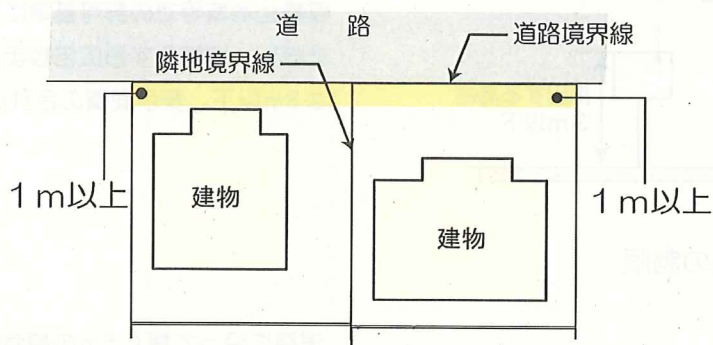 道　路
道路境界線
隣地境界線
1m以上
建物
建物
1m以上